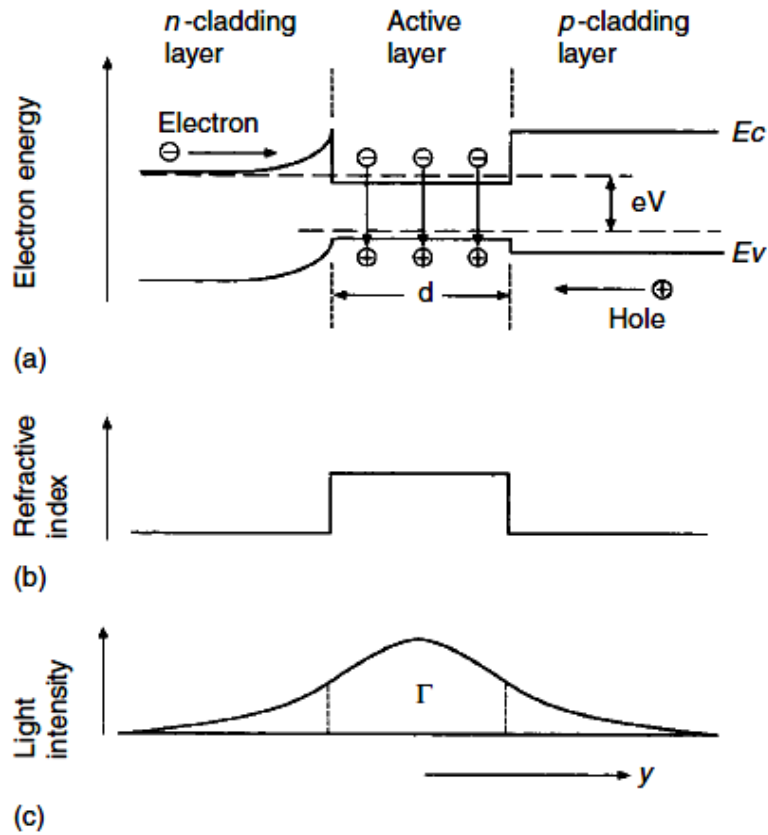 n-cladding
layer
Active
layer
p-cladding
layer
Electron energy
Electron
⊖
⊖ ⊖ ⊖
Ec
eV
Ev
⊕ ⊕ ⊕
d
⊕
Hole
(a)
Refractive
index
(b)
Light
intensity
Γ
y
(c)